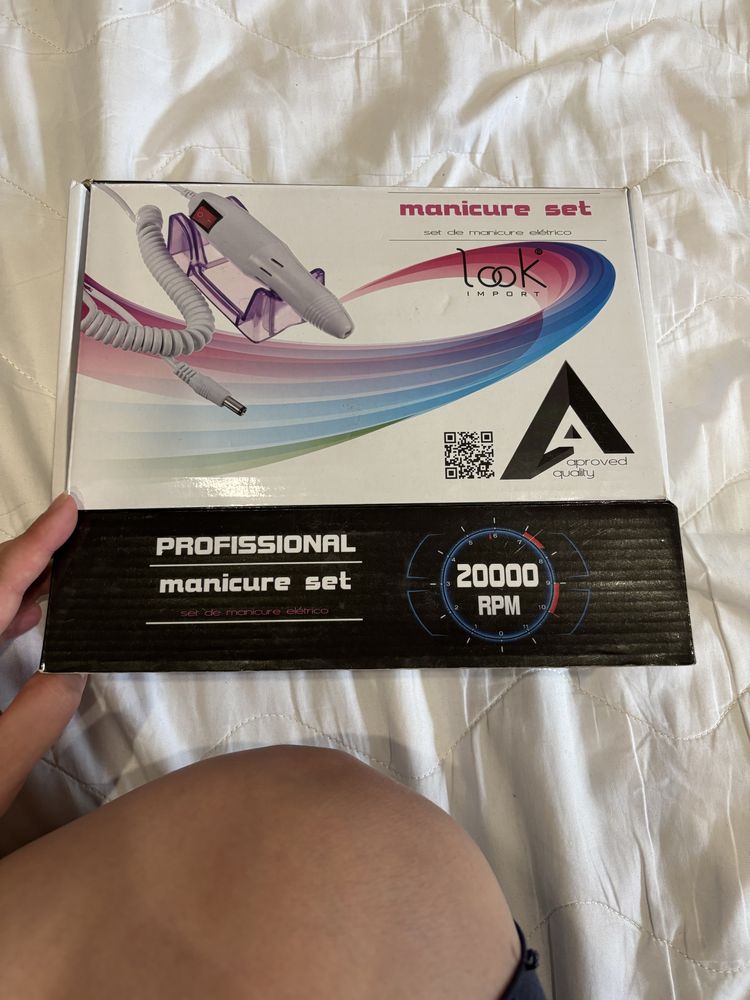 manicure set
set de manicure elétrico
look®
IMPORT
aproved
quality
PROFISSIONAL
manicure set
set de manicure elétrico
20000
RPM